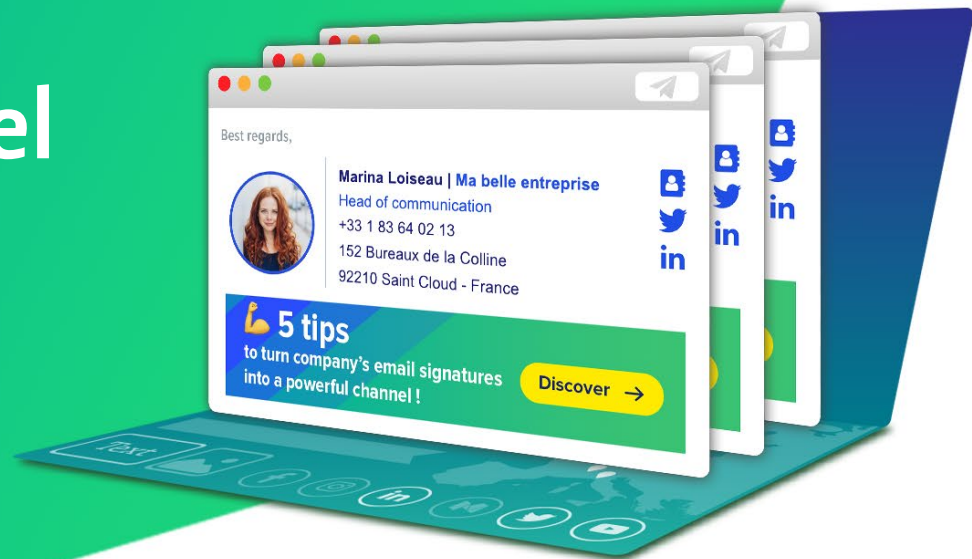 el
Best regards,
Marina Loiseau | Ma belle entreprise
Head of communication
+33 1 83 64 02 13
152 Bureaux de la Colline
92210 Saint Cloud - France
in
in
in
💪 5 tips
to turn company's email signatures
into a powerful channel !
Discover →
Text
in